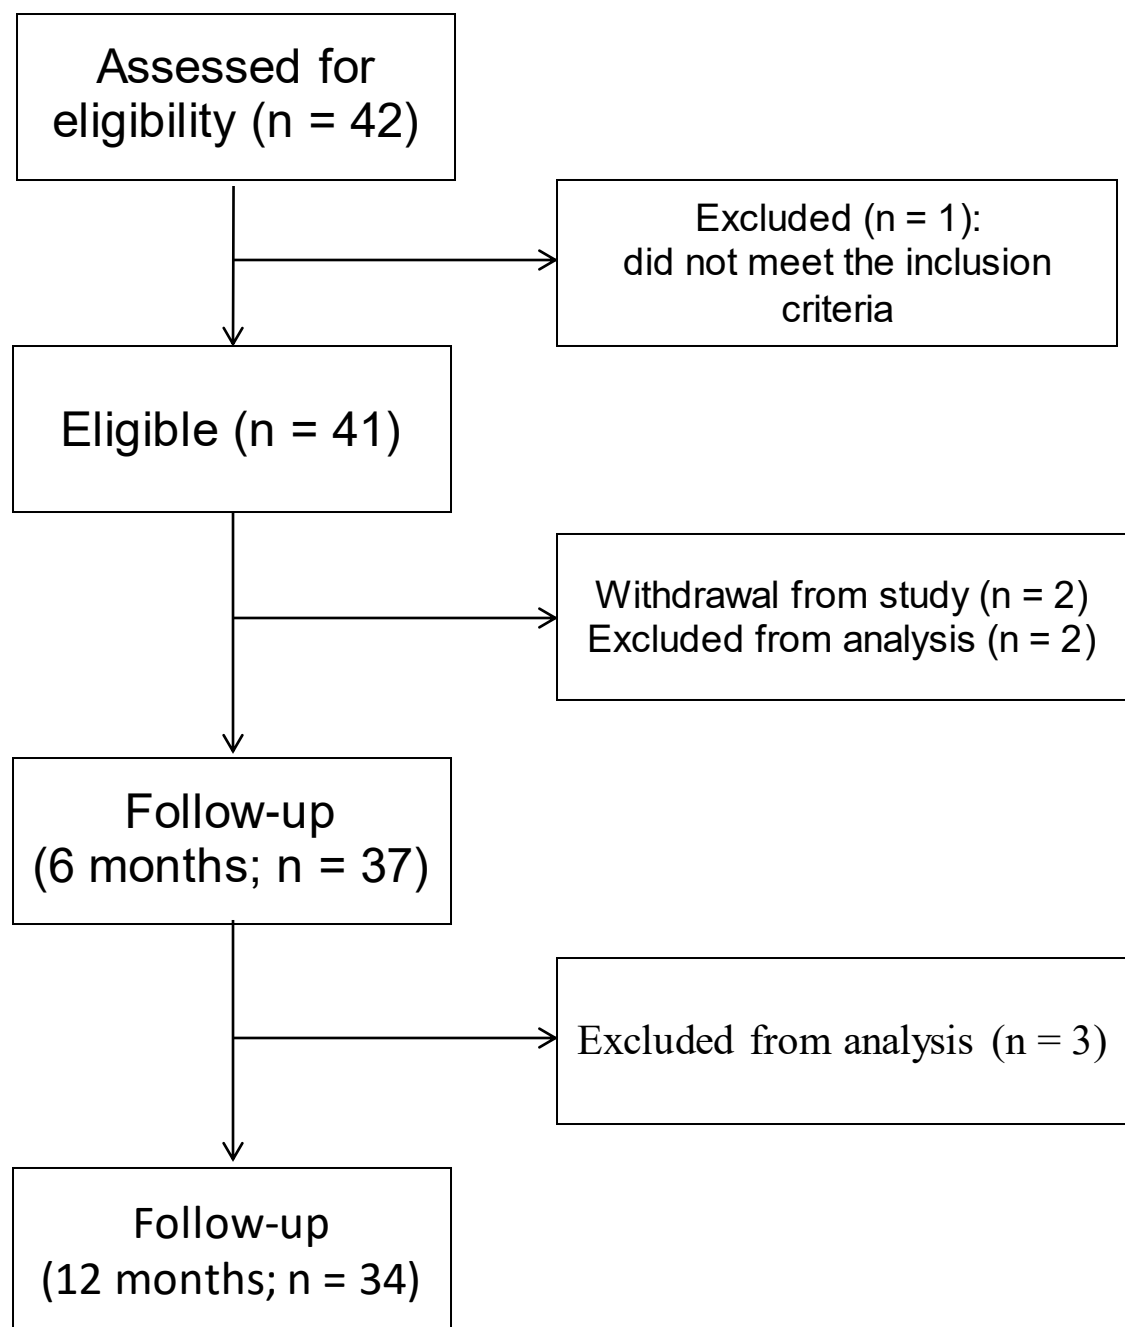 Assessed for
eligibility (n = 42)
Excluded (n = 1):
did not meet the inclusion
criteria
Eligible (n = 41)
Withdrawal from study (n = 2)
Excluded from analysis (n = 2)
Follow-up
(6 months; n = 37)
Excluded from analysis (n = 3)
Follow-up
(12 months; n = 34)